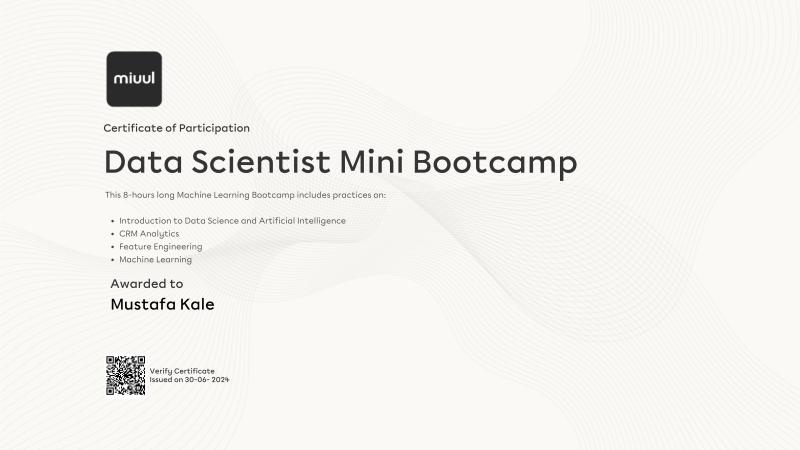 miuul
Certificate of Participation
Data Scientist Mini Bootcamp
This 8-hours long Machine Learning Bootcamp includes practices on:
• Introduction to Data Science and Artificial Intelligence
• CRM Analytics
• Feature Engineering
• Machine Learning
Awarded to
Mustafa Kale
Verify Certificate
Issued on 30-06- 2024